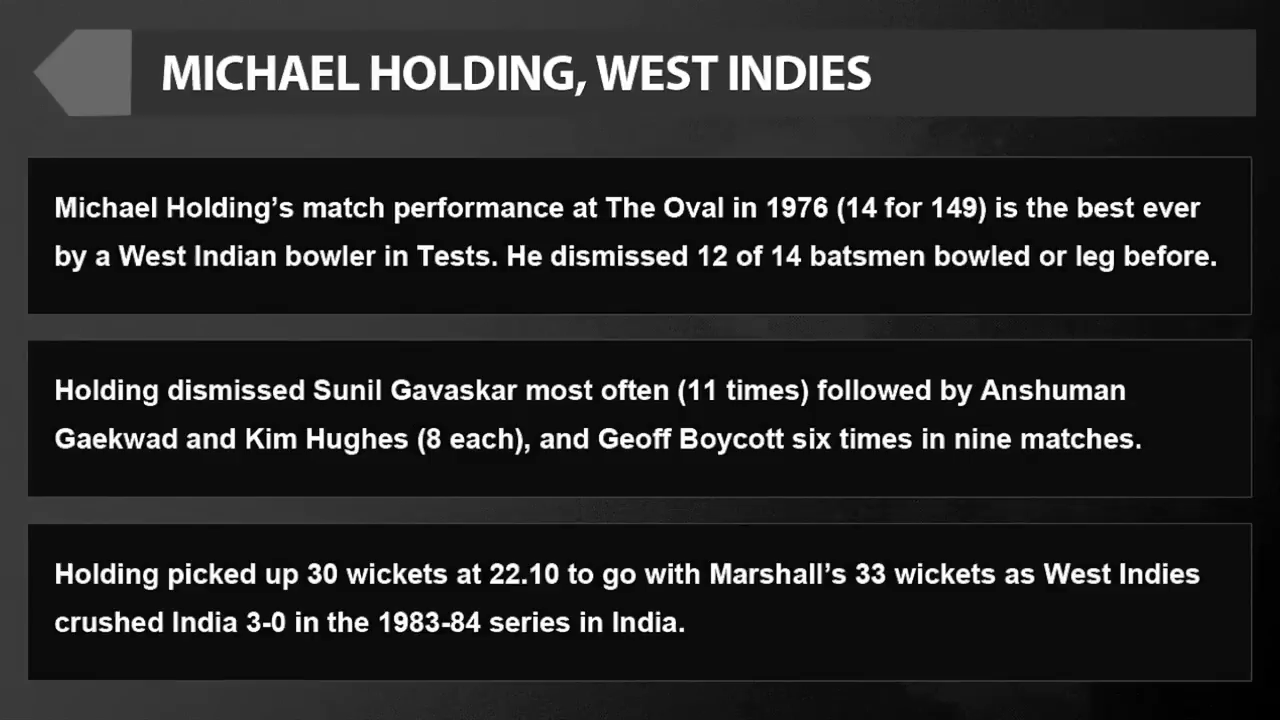 MICHAEL HOLDING, WEST INDIES
Michael Holding’s match performance at The Oval in 1976 (14 for 149) is the best ever
by a West Indian bowler in Tests. He dismissed 12 of 14 batsmen bowled or leg before.
Holding dismissed Sunil Gavaskar most often (11 times) followed by Anshuman
Gaekwad and Kim Hughes (8 each), and Geoff Boycott six times in nine matches.
Holding picked up 30 wickets at 22.10 to go with Marshall’s 33 wickets as West Indies
crushed India 3-0 in the 1983-84 series in India.